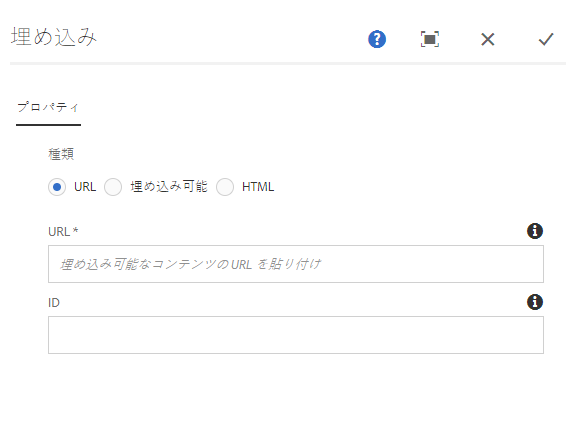 埋め込み
プロパティ
種類
URL 埋め込み可能 HTML
URL *
埋め込み可能なコンテンツの URL を貼り付け
ID